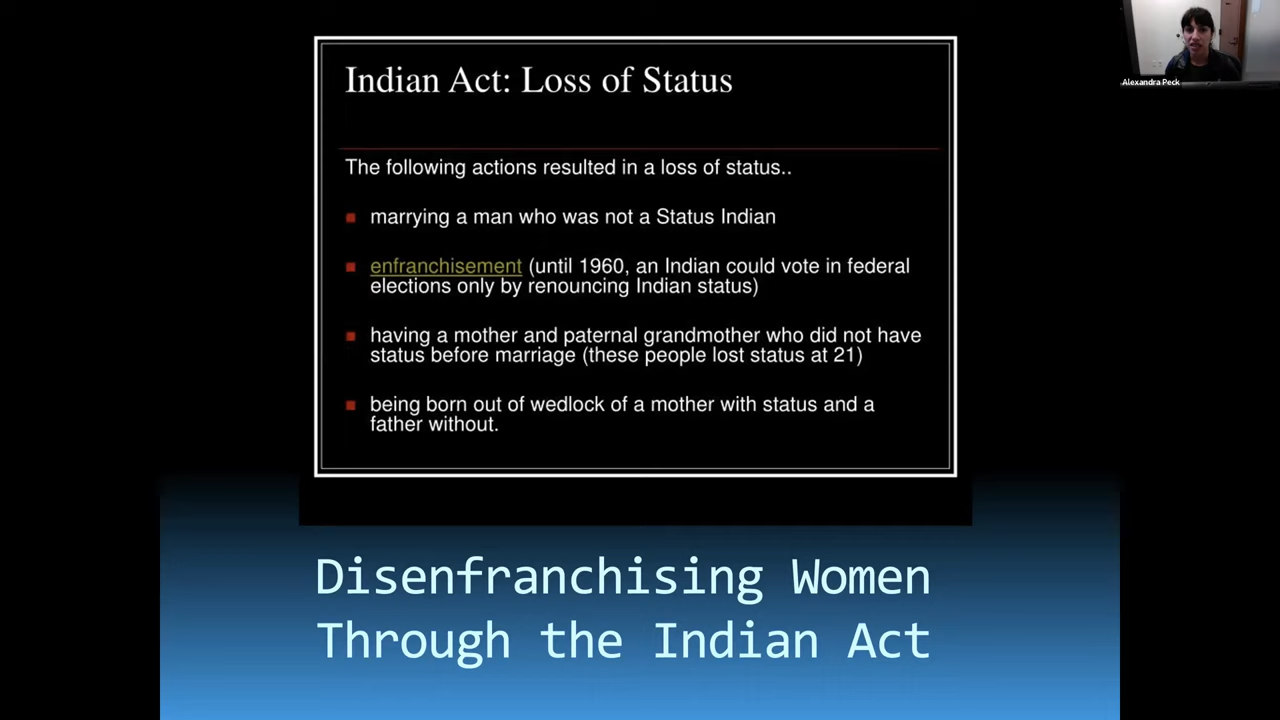 Alexandra Peck
Indian Act: Loss of Status
The following actions resulted in a loss of status..
marrying a man who was not a Status Indian
enfranchisement (until 1960, an Indian could vote in federal
elections only by renouncing Indian status)
having a mother and paternal grandmother who did not have
status before marriage (these people lost status at 21)
being born out of wedlock of a mother with status and a
father without.
Disenfranchising Women
Through the Indian Act